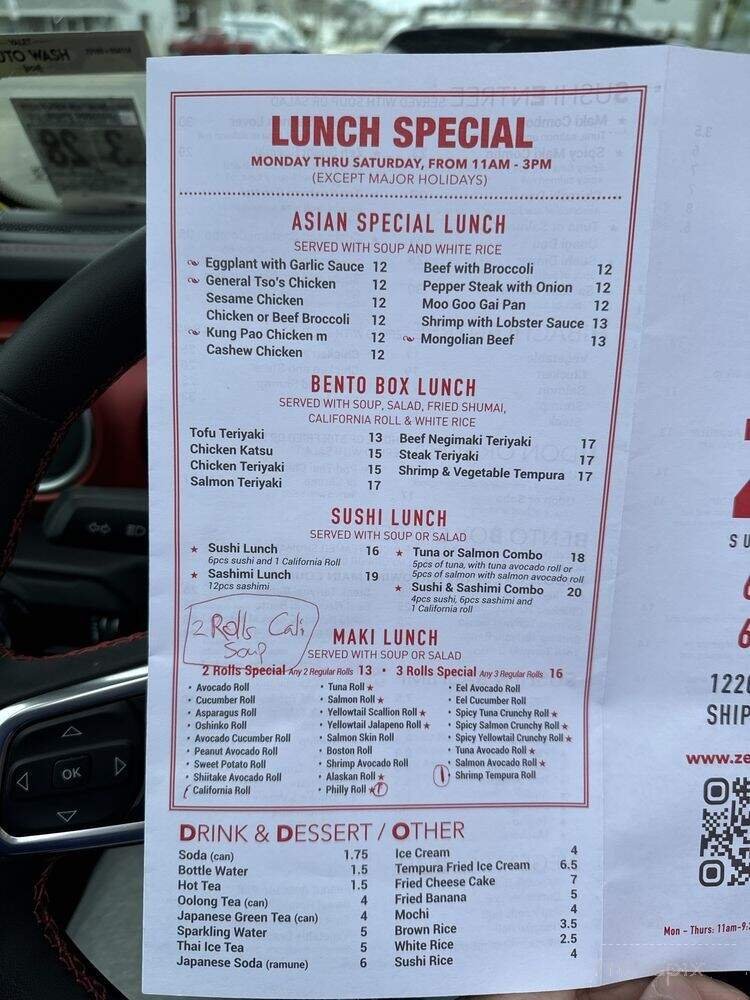 VALET
AUTO WASH
LUNCH SPECIAL
MONDAY THRU SATURDAY, FROM 11AM - 3PM
(EXCEPT MAJOR HOLIDAYS)
ASIAN SPECIAL LUNCH
SERVED WITH SOUP AND WHITE RICE
Eggplant with Garlic Sauce 12
General Tso's Chicken 12
Sesame Chicken 12
Chicken or Beef Broccoli 12
Kung Pao Chicken m 12
Cashew Chicken 12
Beef with Broccoli 12
Pepper Steak with Onion 12
Moo Goo Gai Pan 12
Shrimp with Lobster Sauce 13
Mongolian Beef 13
BENTO BOX LUNCH
SERVED WITH SOUP, SALAD, FRIED SHUMAI,
CALIFORNIA ROLL & WHITE RICE
Tofu Teriyaki 13
Chicken Katsu 15
Chicken Teriyaki 15
Salmon Teriyaki 17
Beef Negimaki Teriyaki 17
Steak Teriyaki 17
Shrimp & Vegetable Tempura 17
SUSHI LUNCH
SERVED WITH SOUP OR SALAD
★ Sushi Lunch 16
6pcs sushi and 1 California Roll
★ Sashimi Lunch 19
12pcs sashimi
★ Tuna or Salmon Combo 18
5pcs of tuna, with tuna avocado roll or
5pcs of salmon with salmon avocado roll
★ Sushi & Sashimi Combo 20
4pcs sushi, 6pcs sashimi and
1 California roll
2 Rolls Cali
Soup
MAKI LUNCH
SERVED WITH SOUP OR SALAD
2 Rolls Special Any 2 Regular Rolls 13 • 3 Rolls Special Any 3 Regular Rolls 16
• Avocado Roll
• Cucumber Roll
• Asparagus Roll
• Oshinko Roll
• Avocado Cucumber Roll
• Peanut Avocado Roll
• Sweet Potato Roll
• Shiitake Avocado Roll
California Roll
• Tuna Roll ★
• Salmon Roll ★
• Yellowtail Scallion Roll ★
• Yellowtail Jalapeno Roll ★
• Salmon Skin Roll
• Boston Roll
• Shrimp Avocado Roll
• Alaskan Roll ★
• Philly Roll ★ 1
• Eel Avocado Roll
• Eel Cucumber Roll
• Spicy Tuna Crunchy Roll ★
• Spicy Salmon Crunchy Roll ★
• Spicy Yellowtail Crunchy Roll ★
• Tuna Avocado Roll ★
• Salmon Avocado Roll ★
1 • Shrimp Tempura Roll
DRINK & DESSERT / OTHER
Soda (can) 1.75
Bottle Water 1.5
Hot Tea 1.5
Oolong Tea (can) 4
Japanese Green Tea (can) 4
Sparkling Water 5
Thai Ice Tea 5
Japanese Soda (ramune) 6
Ice Cream 4
Tempura Fried Ice Cream 6.5
Fried Cheese Cake 7
Fried Banana 5
Mochi 4
Brown Rice 3.5
White Rice 2.5
Sushi Rice 4
S U
6
6
SHIP
www.ze
Mon - Thurs: 11am-9:
OK